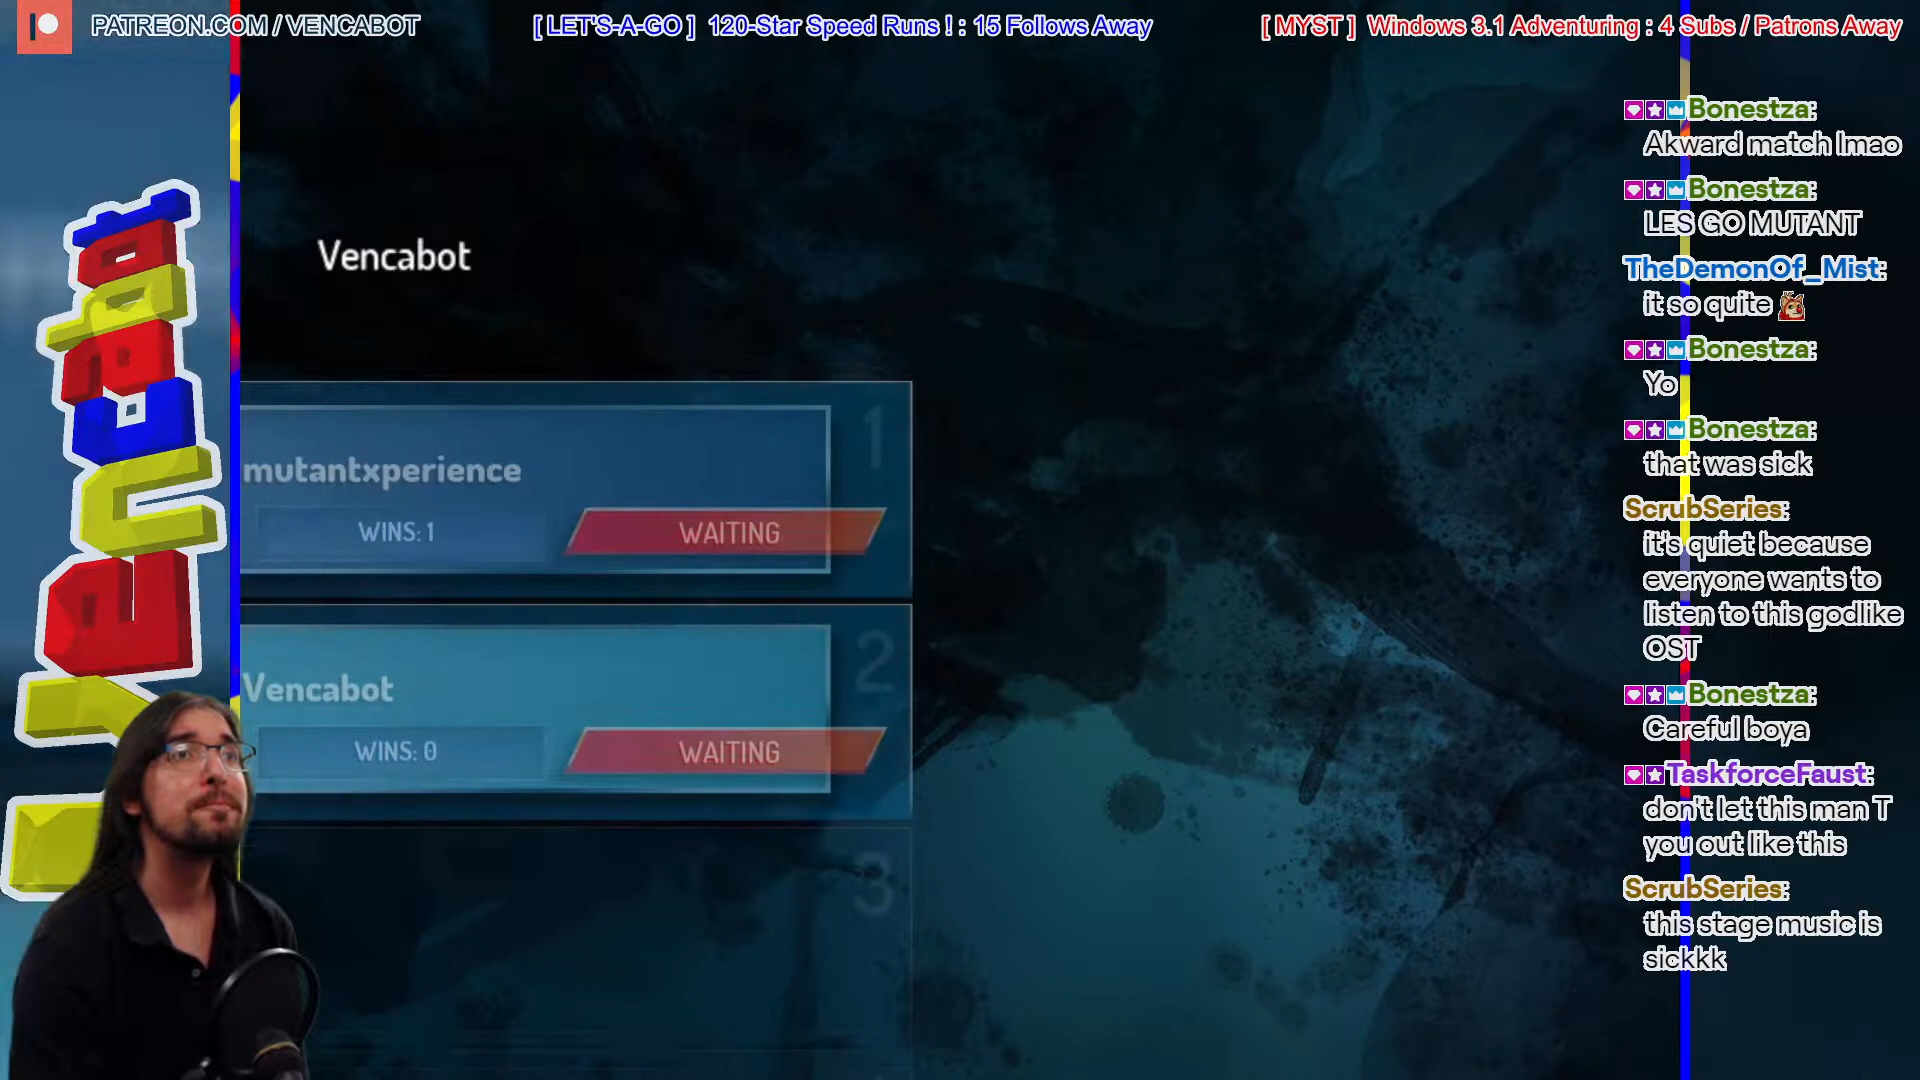 PATREON.COM / VENCABOT
[ LET'S-A-GO ] 120-Star Speed Runs ! : 15 Follows Away
[ MYST ] Windows 3.1 Adventuring : 4 Subs / Patrons Away
Vencabot
Vencabot
mutantxperience
1
WINS: 1
WAITING
Vencabot
2
WINS: 0
WAITING
3
Bonestza:
Akward match lmao
Bonestza:
LES GO MUTANT
TheDemonOf_Mist:
it so quite
Bonestza:
Yo
Bonestza:
that was sick
ScrubSeries:
it's quiet because
everyone wants to
listen to this godlike
OST
Bonestza:
Careful boya
TaskforceFaust:
don't let this man T
you out like this
ScrubSeries:
this stage music is
sickkk